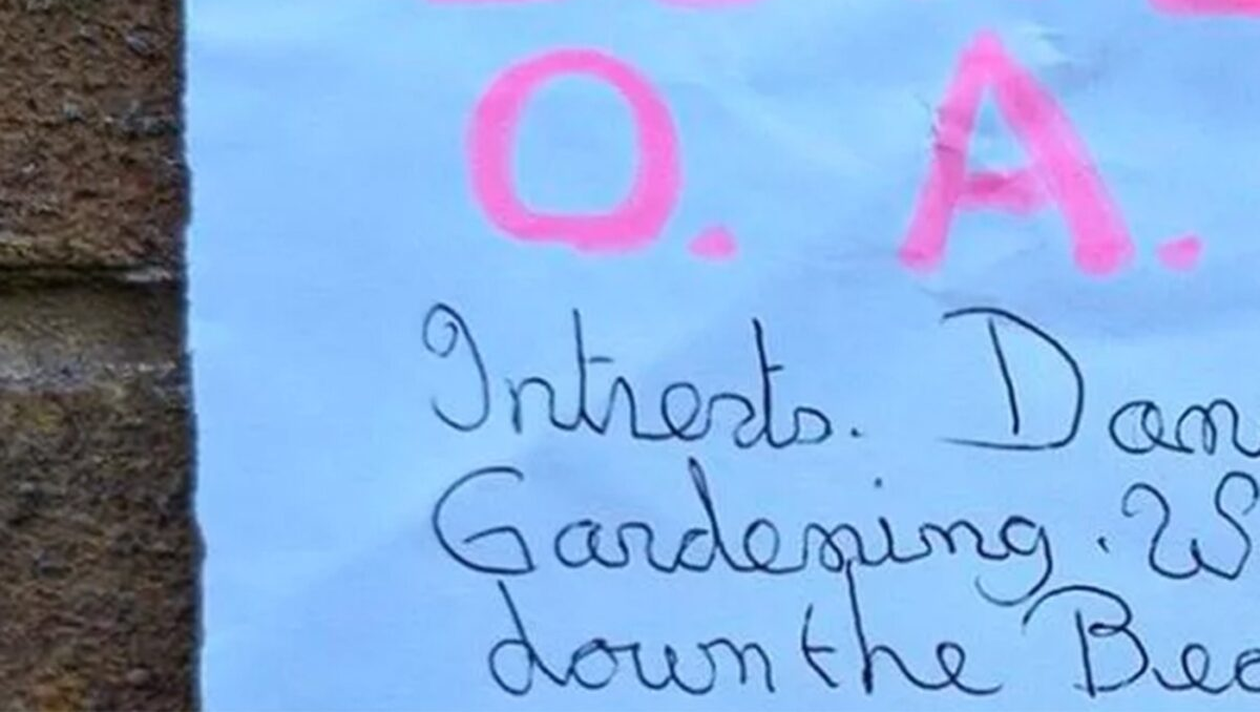 O. A.
Intrests. Dan
Gardening. W
down the Bea